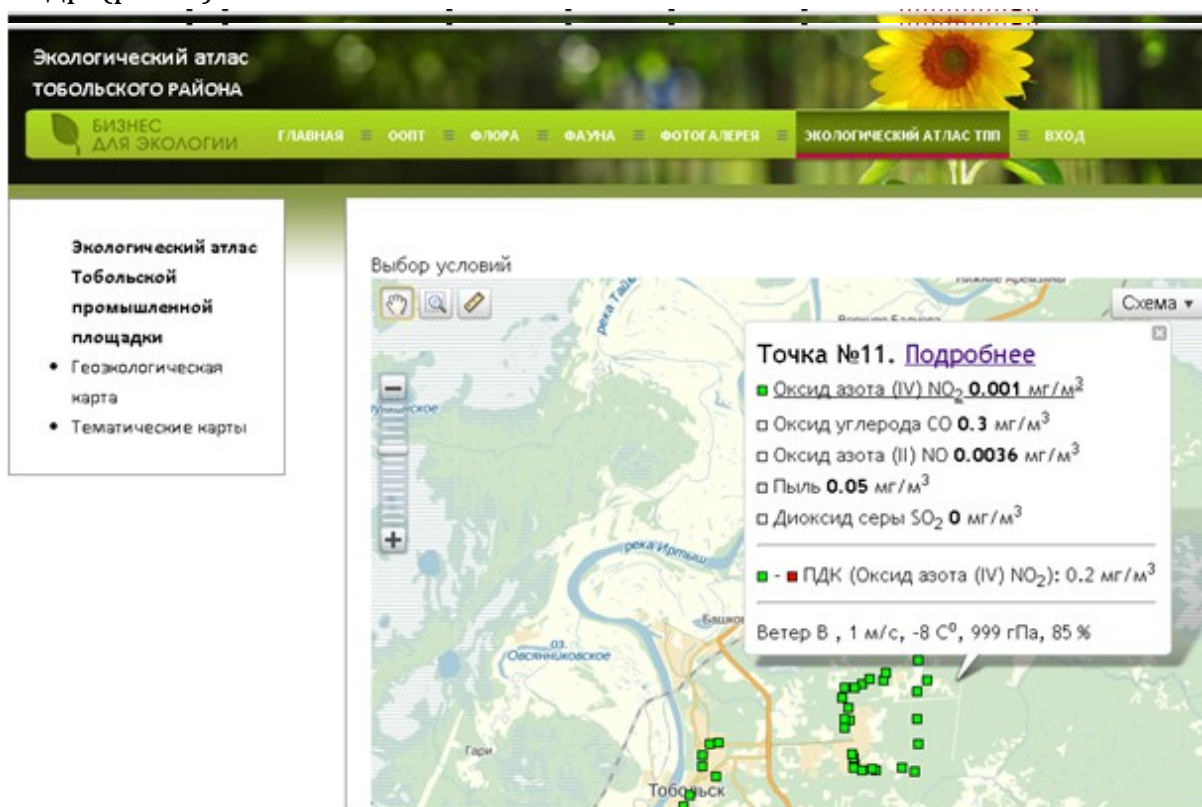 Экологический атлас
ТОБОЛЬСКОГО РАЙОНА
БИЗНЕС
ДЛЯ ЭКОЛОГИИ
ГЛАВНАЯ ≡ ООПТ ≡ ФЛОРА ≡ ФАУНА ≡ ФОТОГАЛЕРЕЯ ≡ ЭКОЛОГИЧЕСКИЙ АТЛАС ТПП ≡ ВХОД
Экологический атлас
Тобольской
промышленной
площадки
• Геоэкологическая
карта
• Тематические карты
Выбор условий
Схема ▾
река
Точка №11. Подробнее
Оксид азота (IV) NO₂ 0.001 мг/м³
Оксид углерода CO 0.3 мг/м³
Оксид азота (II) NO 0.0036 мг/м³
Пыль 0.05 мг/м³
Диоксид серы SO₂ 0 мг/м³
- ПДК (Оксид азота (IV) NO₂): 0.2 мг/м³
Ветер В , 1 м/с, -8 С⁰, 999 гПа, 85 %
река Иртыш
оз.
Овсянниковское
Гари
Тобольск